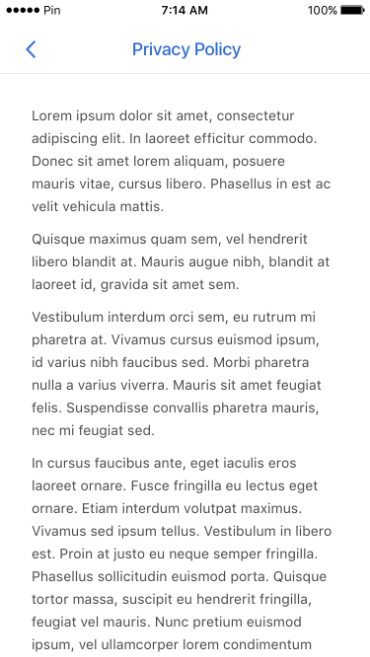 Pin 7:14 AM 100%
Privacy Policy
Lorem ipsum dolor sit amet, consectetur
adipiscing elit. In laoreet efficitur commodo.
Donec sit amet lorem aliquam, posuere
mauris vitae, cursus libero. Phasellus in est ac
velit vehicula mattis.
Quisque maximus quam sem, vel hendrerit
libero blandit at. Mauris augue nibh, blandit at
laoreet id, gravida sit amet sem.
Vestibulum interdum orci sem, eu rutrum mi
pharetra at. Vivamus cursus euismod ipsum,
id varius nibh faucibus sed. Morbi pharetra
nulla a varius viverra. Mauris sit amet feugiat
felis. Suspendisse convallis pharetra mauris,
nec mi feugiat sed.
In cursus faucibus ante, eget iaculis eros
laoreet ornare. Fusce fringilla eu lectus eget
ornare. Etiam interdum volutpat maximus.
Vivamus sed ipsum tellus. Vestibulum in libero
est. Proin at justo eu neque semper fringilla.
Phasellus sollicitudin euismod porta. Quisque
tortor massa, suscipit eu hendrerit fringilla,
feugiat vel mauris. Nunc pretium euismod
ipsum, vel ullamcorper lorem condimentum